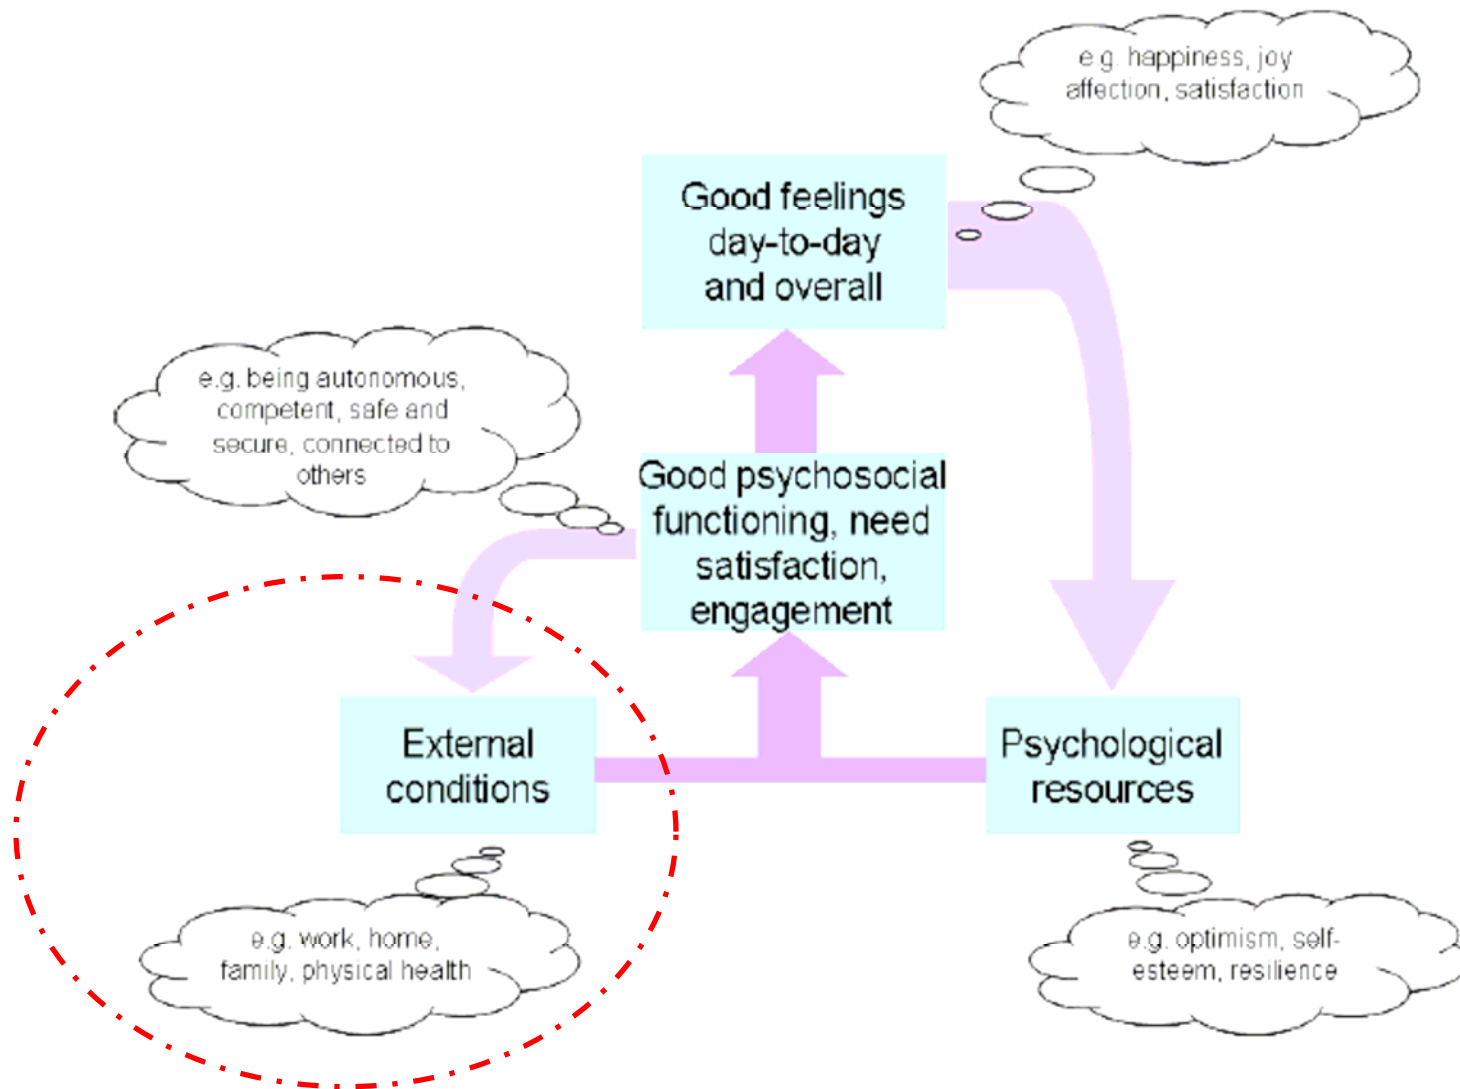 e.g. happiness, joy
affection, satisfaction
Good feelings
day-to-day
and overall
e.g. being autonomous,
competent, safe and
secure, connected to
others
Good psychosocial
functioning, need
satisfaction,
engagement
External
conditions
Psychological
resources
e.g. work, home,
family, physical health
e.g. optimism, self-
esteem, resilience